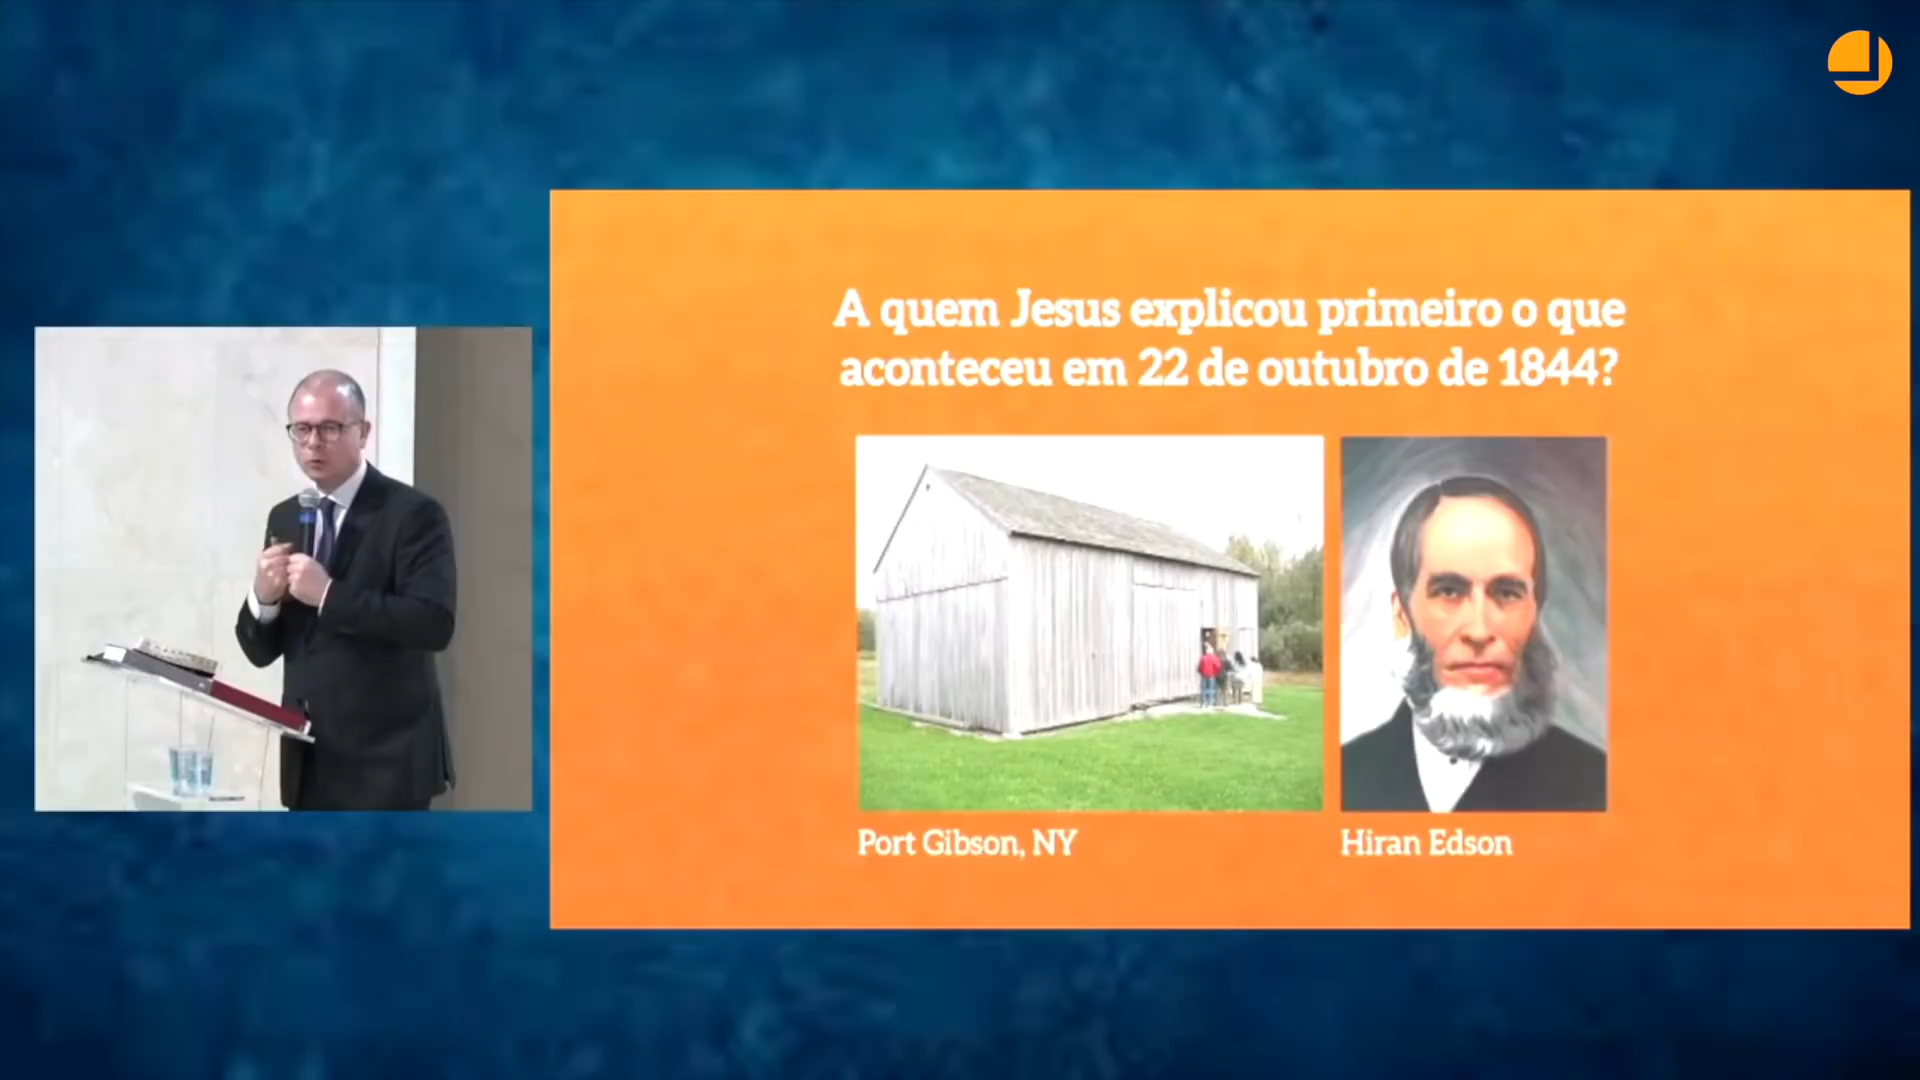 A quem Jesus explicou primeiro o que
aconteceu em 22 de outubro de 1844?
Port Gibson, NY
Hiran Edson